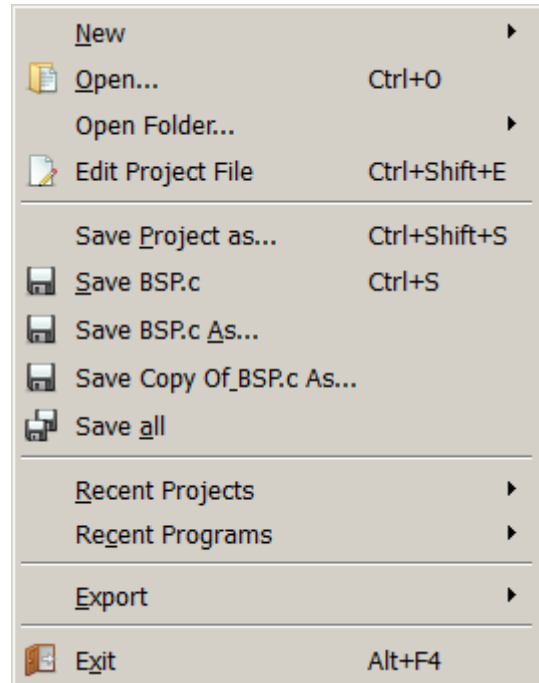 New
Open... Ctrl+O
Open Folder...
Edit Project File Ctrl+Shift+E
Save Project as... Ctrl+Shift+S
Save BSP.c Ctrl+S
Save BSP.c As...
Save Copy Of BSP.c As...
Save all
Recent Projects
Recent Programs
Export
Exit Alt+F4